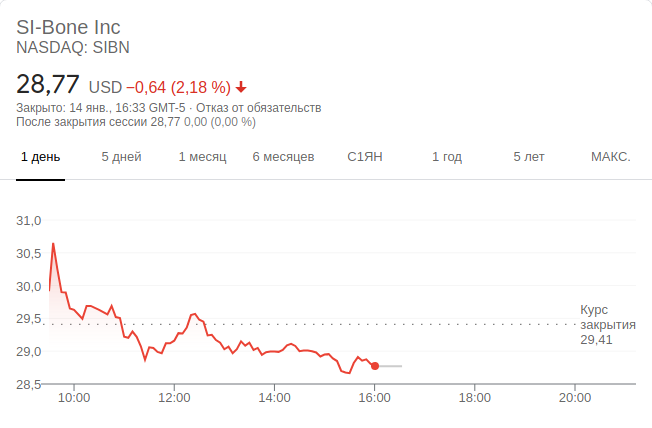 SI-Bone Inc
NASDAQ: SIBN
28,77 USD −0,64 (2,18 %)
Закрыто: 14 янв., 16:33 GMT-5 · Отказ от обязательств
После закрытия сессии 28,77 0,00 (0,00 %)
1 день 5 дней 1 месяц 6 месяцев С1ЯН 1 год 5 лет МАКС.
31,0
30,5
30,0
29,5
29,0
28,5
Курс
закрытия
29,41
10:00 12:00 14:00 16:00 18:00 20:00